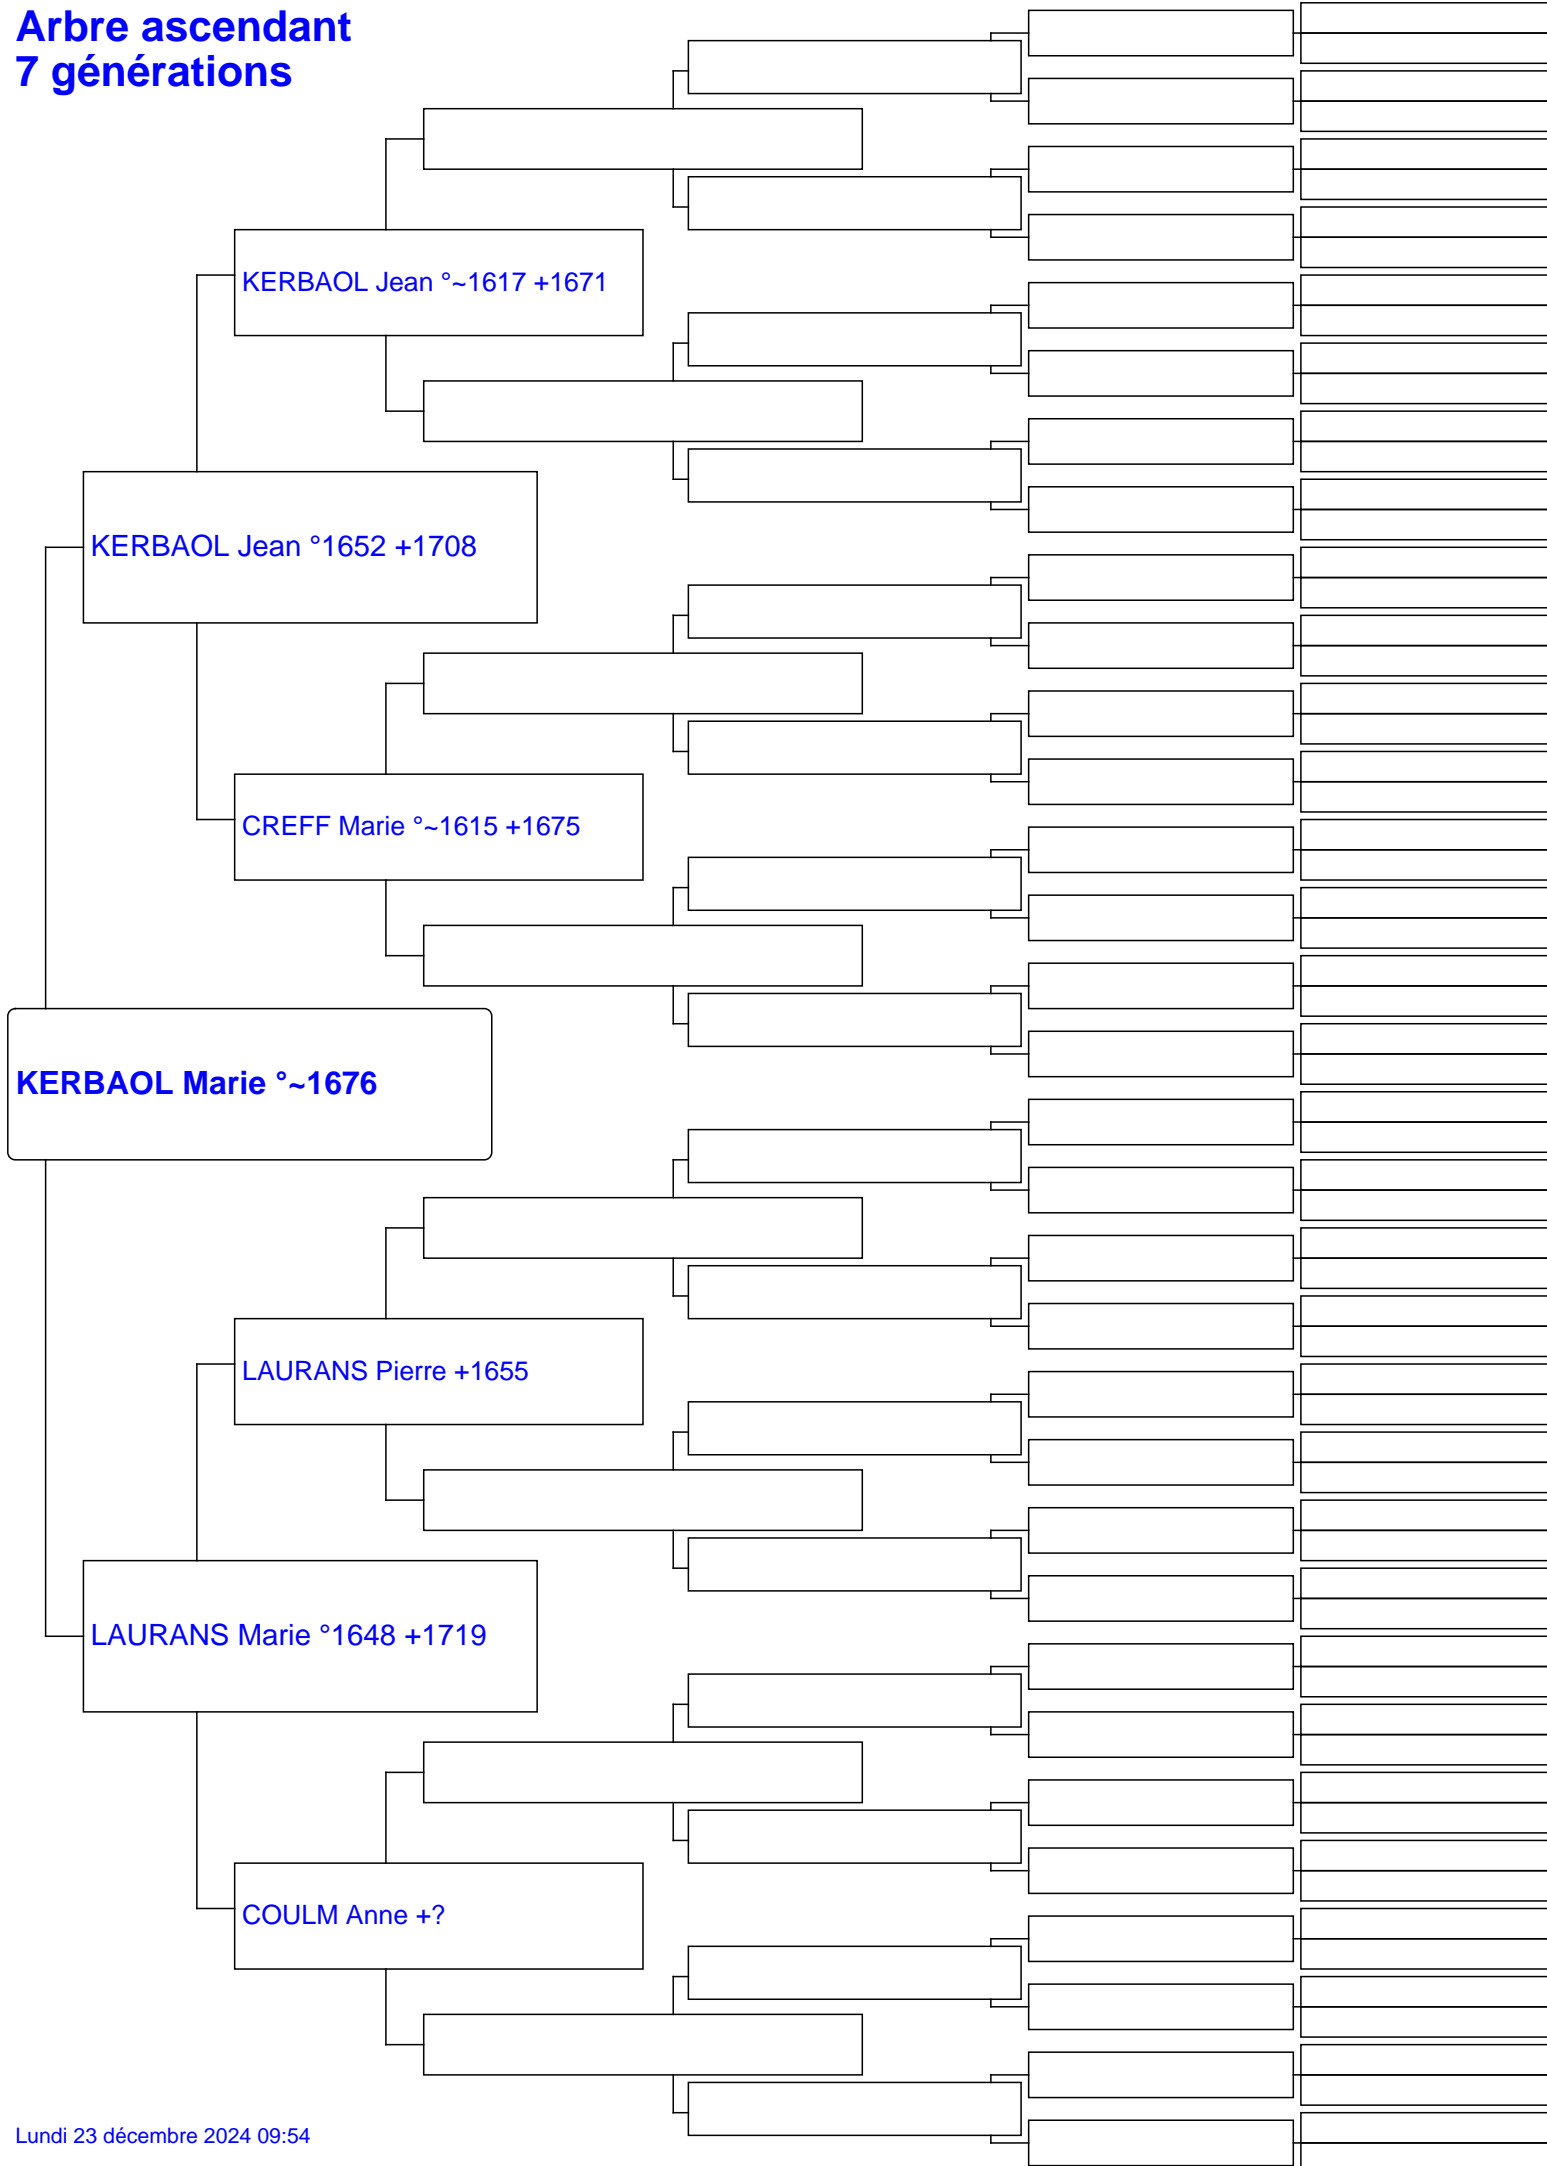 Arbre ascendant
7 générations
KERBAOL Jean °~1617 +1671
KERBAOL Jean °1652 +1708
CREFF Marie °~1615 +1675
KERBAOL Marie °~1676
LAURANS Pierre +1655
LAURANS Marie °1648 +1719
COULM Anne +?
Lundi 23 décembre 2024 09:54